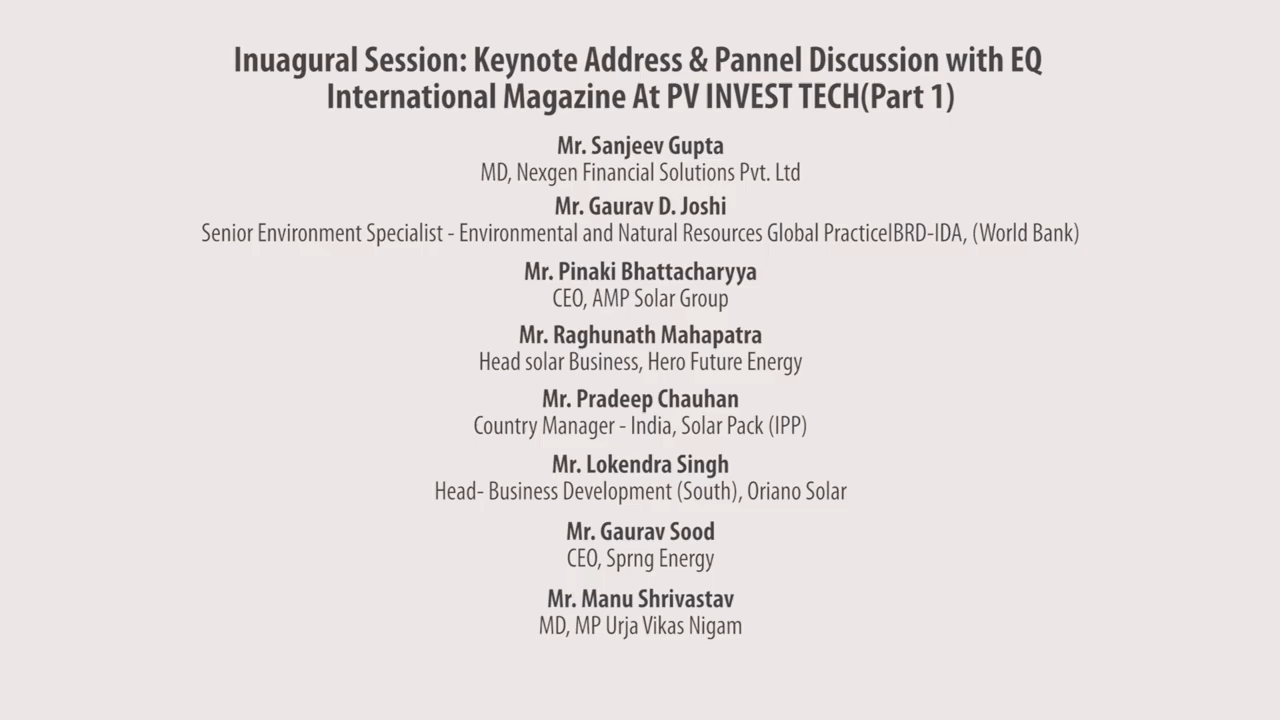 Inuagural Session: Keynote Address & Pannel Discussion with EQ
International Magazine At PV INVEST TECH(Part 1)
Mr. Sanjeev Gupta
MD, Nexgen Financial Solutions Pvt. Ltd
Mr. Gaurav D. Joshi
Senior Environment Specialist - Environmental and Natural Resources Global PracticeIBRD-IDA, (World Bank)
Mr. Pinaki Bhattacharyya
CEO, AMP Solar Group
Mr. Raghunath Mahapatra
Head solar Business, Hero Future Energy
Mr. Pradeep Chauhan
Country Manager - India, Solar Pack (IPP)
Mr. Lokendra Singh
Head- Business Development (South), Oriano Solar
Mr. Gaurav Sood
CEO, Sprng Energy
Mr. Manu Shrivastav
MD, MP Urja Vikas Nigam